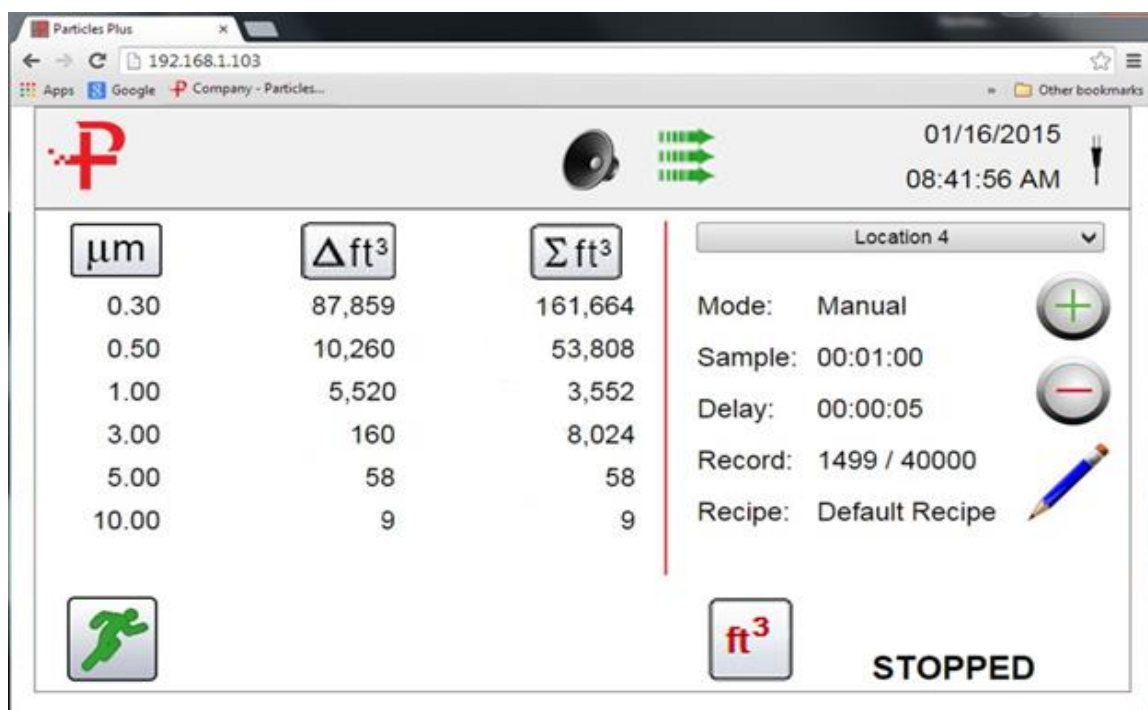 Particles Plus
192.168.1.103
Apps Google Company - Particles... » Other bookmarks
01/16/2015
08:41:56 AM
µm Δft³ Σft³
0.30 87,859 161,664
0.50 10,260 53,808
1.00 5,520 3,552
3.00 160 8,024
5.00 58 58
10.00 9 9
Location 4
Mode: Manual
Sample: 00:01:00
Delay: 00:00:05
Record: 1499 / 40000
Recipe: Default Recipe
ft³
STOPPED